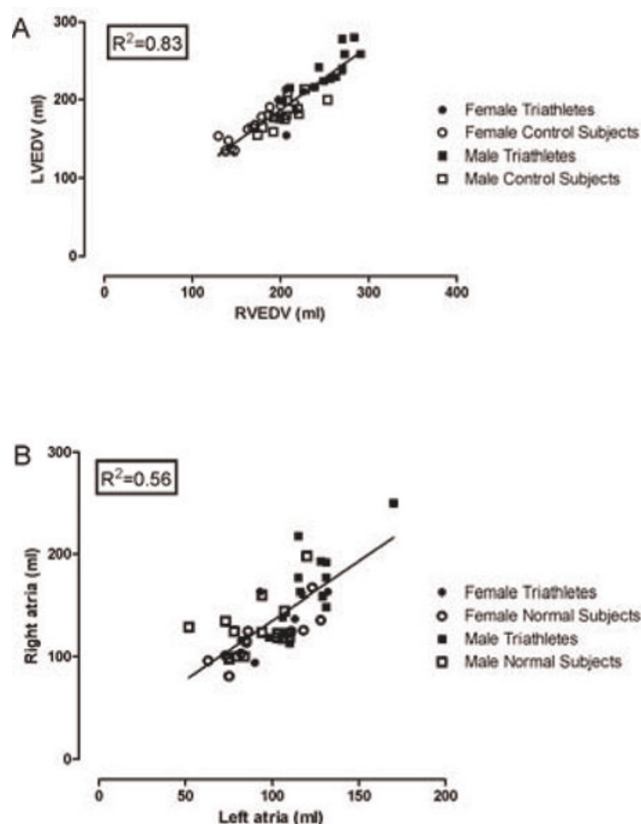 A
R²=0.83
300
200
100
0
LVEDV (ml)
0 100 200 300 400
RVEDV (ml)
Female Triathletes
Female Control Subjects
Male Triathletes
Male Control Subjects
B
R²=0.56
300
200
100
0
Right atria (ml)
0 50 100 150 200
Left atria (ml)
Female Triathletes
Female Normal Subjects
Male Triathletes
Male Normal Subjects